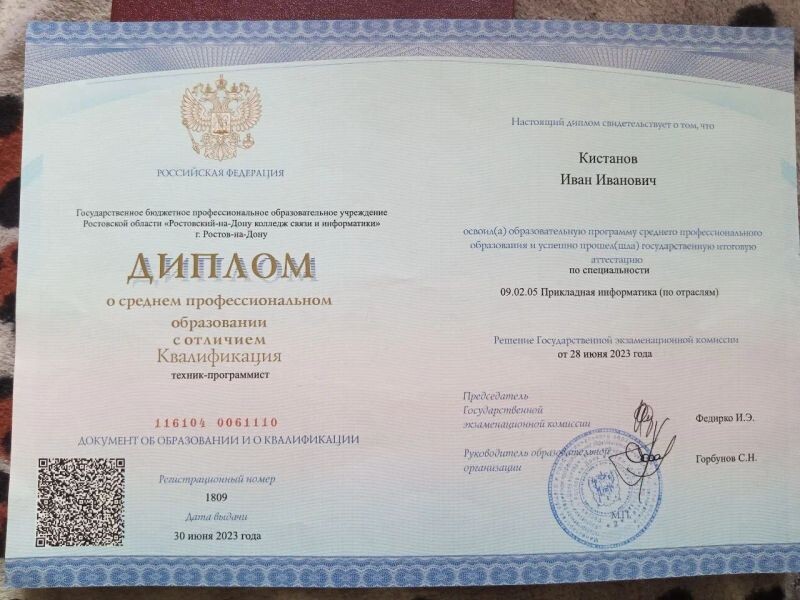 РОССИЙСКАЯ ФЕДЕРАЦИЯ
Государственное бюджетное профессиональное образовательное учреждение
Ростовской области «Ростовский-на-Дону колледж связи и информатики»
г. Ростов-на-Дону
ДИПЛОМ
о среднем профессиональном
образовании
с отличием
Квалификация
техник-программист
116104 0061110
ДОКУМЕНТ ОБ ОБРАЗОВАНИИ И О КВАЛИФИКАЦИИ
Регистрационный номер
1809
Дата выдачи
30 июня 2023 года
Настоящий диплом свидетельствует о том, что
Кистанов
Иван Иванович
освоил(а) образовательную программу среднего профессионального
образования и успешно прошел(шла) государственную итоговую
аттестацию
по специальности
09.02.05 Прикладная информатика (по отраслям)
Решение Государственной экзаменационной комиссии
от 28 июня 2023 года
Председатель
Государственной
экзаменационной комиссии
Федирко И.Э.
Руководитель образовательной
организации
Горбунов С.Н.
М.П.